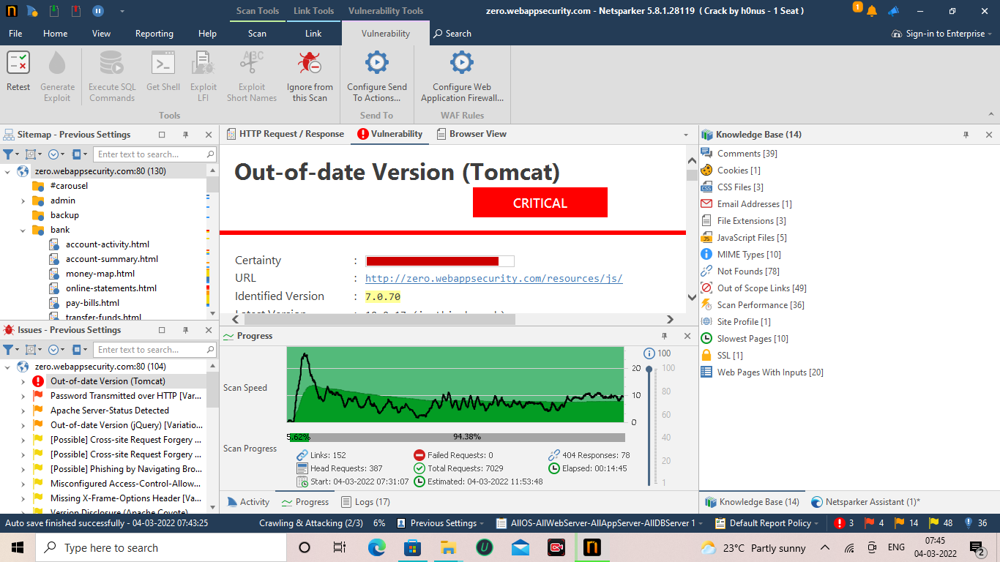 Scan Tools Link Tools Vulnerability Tools zero.webappsecurity.com - Netsparker 5.8.1.28119 ( Crack by h0nus - 1 Seat ) 1
File Home View Reporting Help Scan Link Vulnerability Search Sign-in to Enterprise
Retest
Generate Exploit
Execute SQL Commands
Get Shell
Exploit LFI
Exploit Short Names
Ignore from this Scan
Configure Send To Actions...
Configure Web Application Firewall...
Tools Send To WAF Rules
Sitemap - Previous Settings
Enter text to search...
zero.webappsecurity.com:80 (130)
#carousel
admin
backup
bank
account-activity.html
account-summary.html
money-map.html
online-statements.html
pay-bills.html
transfer-funds.html
Issues - Previous Settings
Enter text to search...
zero.webappsecurity.com:80 (104)
Out-of-date Version (Tomcat)
Password Transmitted over HTTP [Var...
Apache Server-Status Detected
Out-of-date Version (jQuery) [Variatio...
[Possible] Cross-site Request Forgery ...
[Possible] Cross-site Request Forgery ...
[Possible] Phishing by Navigating Bro...
Misconfigured Access-Control-Allow...
Missing X-Frame-Options Header [Va...
Version Disclosure (Apache Coyote)
HTTP Request / Response Vulnerability Browser View
Out-of-date Version (Tomcat)
CRITICAL
Certainty :
URL : http://zero.webappsecurity.com/resources/js/
Identified Version : 7.0.70
Progress
Scan Speed
20
10
0
100
100
80
60
40
20
1
Scan Progress
5.62% 94.38%
Links: 152 Failed Requests: 0 404 Responses: 78
Head Requests: 387 Total Requests: 7029 Elapsed: 00:14:45
Start: 04-03-2022 07:31:07 Estimated: 04-03-2022 11:53:48
Activity Progress Logs (17)
Knowledge Base (14)
Comments [39]
Cookies [1]
CSS Files [3]
Email Addresses [1]
File Extensions [3]
JavaScript Files [5]
MIME Types [10]
Not Founds [78]
Out of Scope Links [49]
Scan Performance [36]
Site Profile [1]
Slowest Pages [10]
SSL [1]
Web Pages With Inputs [20]
Knowledge Base (14) Netsparker Assistant (1)*
Auto save finished successfully - 04-03-2022 07:43:25 Crawling & Attacking (2/3) 6% Previous Settings AllOS-AllWebServer-AllAppServer-AllDBServer 1 Default Report Policy 3 4 14 48 36
Type here to search 23°C Partly sunny ENG 07:45
04-03-2022 2